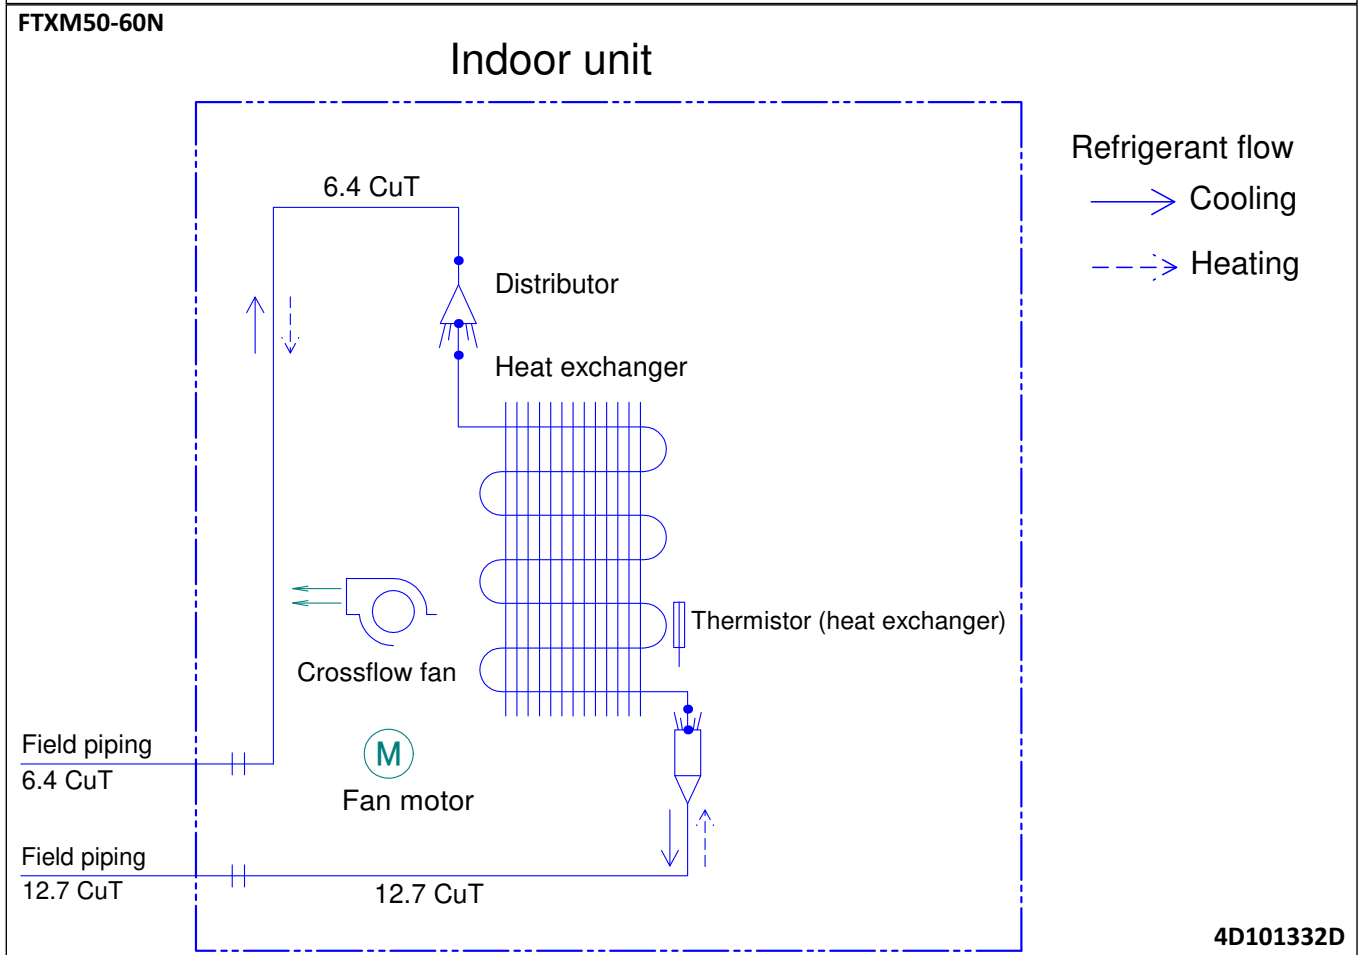 FTXM50-60N
Indoor unit
Refrigerant flow
Cooling
Heating
6.4 CuT
Distributor
Heat exchanger
Thermistor (heat exchanger)
Crossflow fan
M
Fan motor
Field piping
6.4 CuT
Field piping
12.7 CuT
12.7 CuT
4D101332D